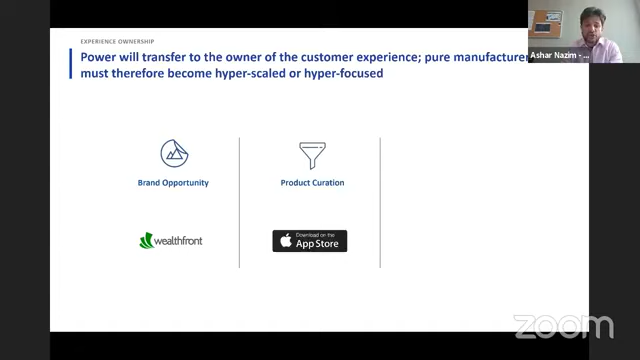 EXPERIENCE OWNERSHIP
Power will transfer to the owner of the customer experience; pure manufacturer
must therefore become hyper-scaled or hyper-focused
Ashar Nazim - ...
Brand Opportunity
Product Curation
wealthfront
Download on the
App Store
zoom